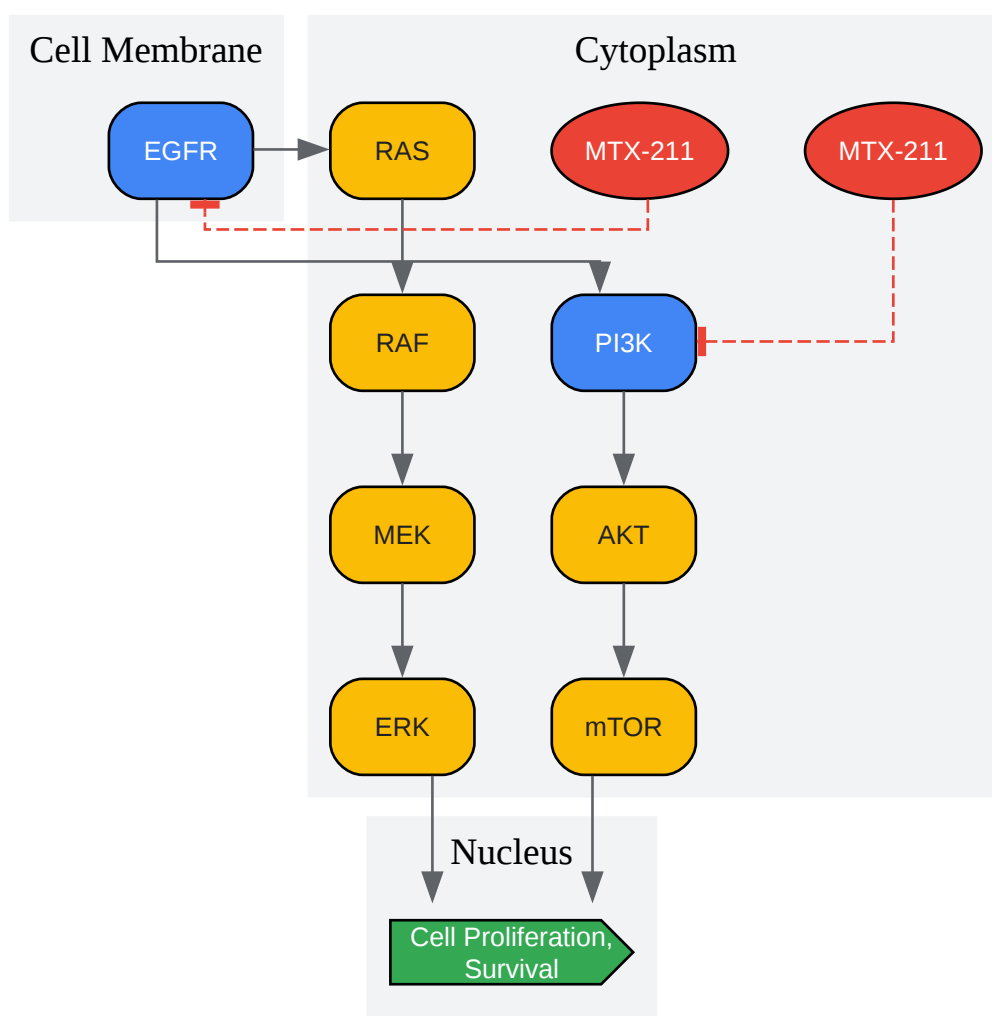 Cell Membrane
Cytoplasm
EGFR
RAS
MTX-211
MTX-211
RAF
PI3K
MEK
AKT
ERK
mTOR
Nucleus
Cell Proliferation,
Survival